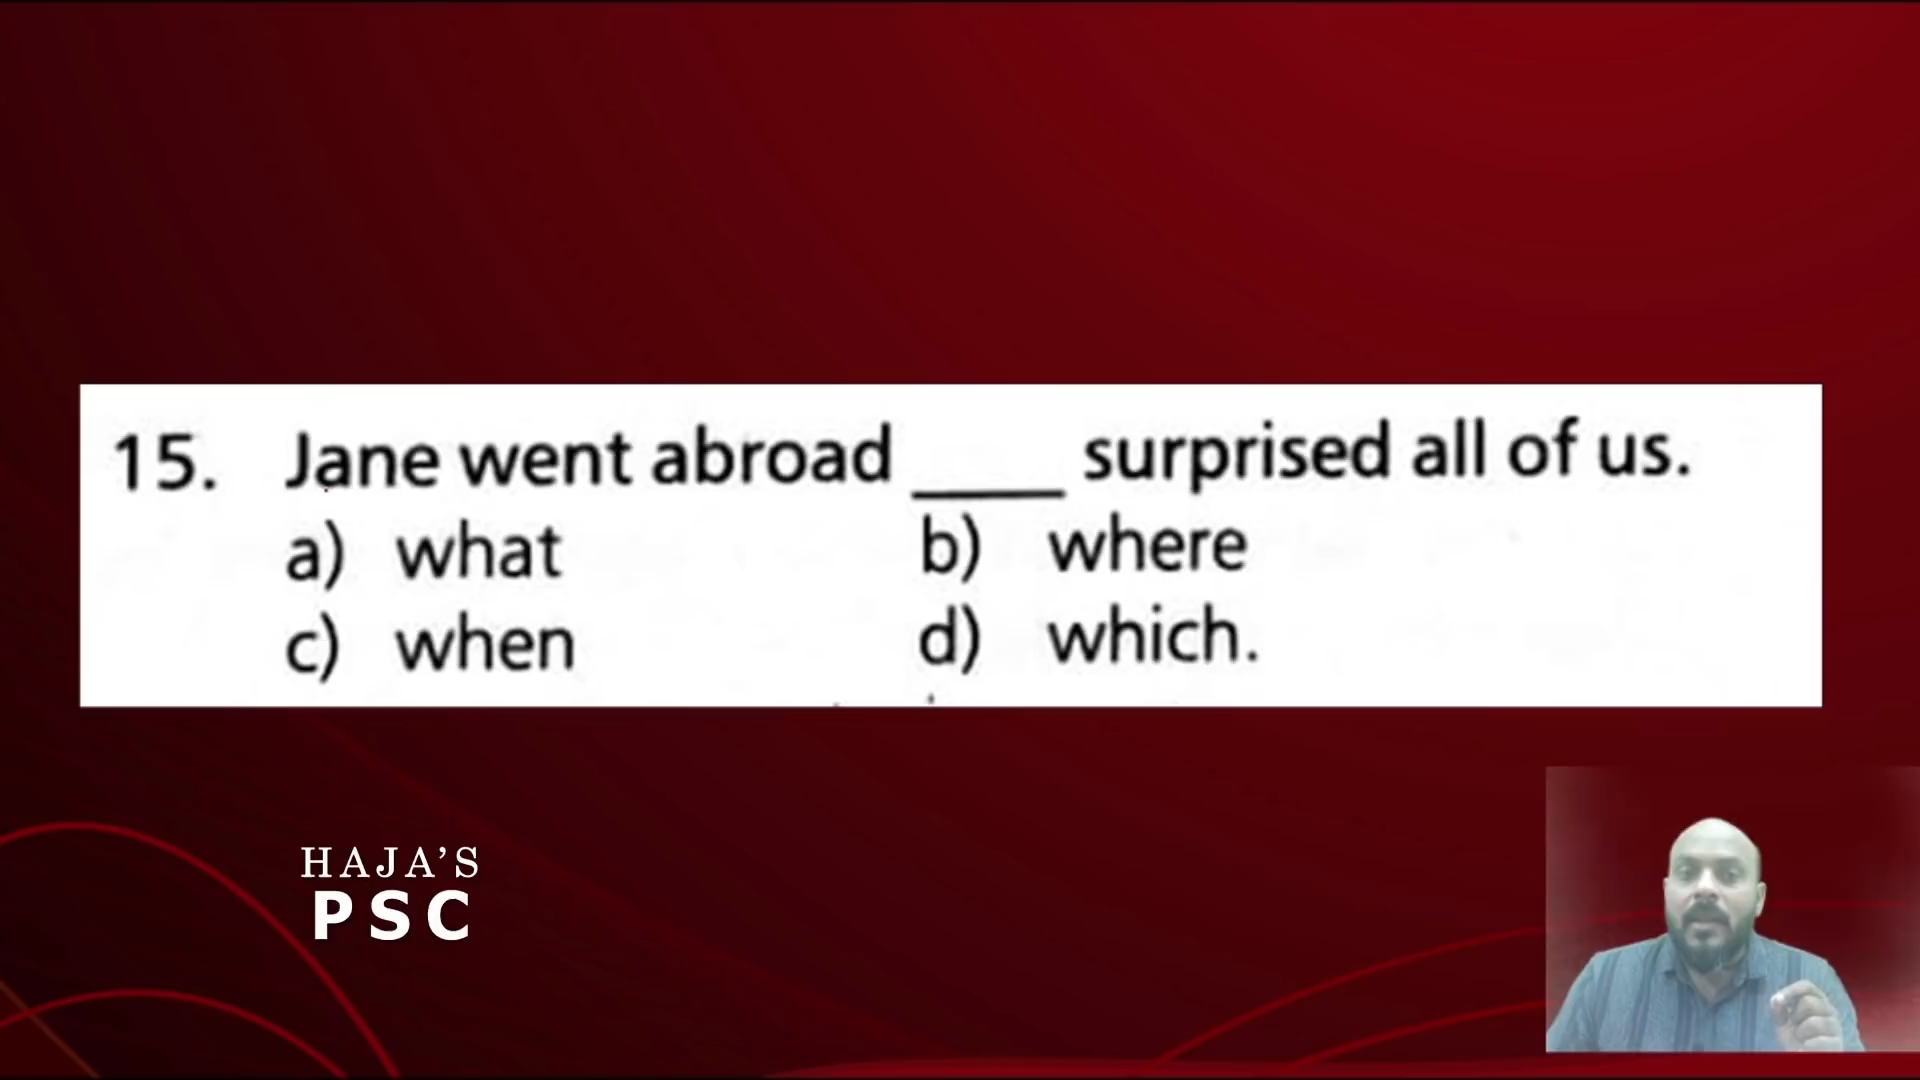 15. Jane went abroad ____ surprised all of us.
a) what b) where
c) when d) which.
HAJA’S
PSC